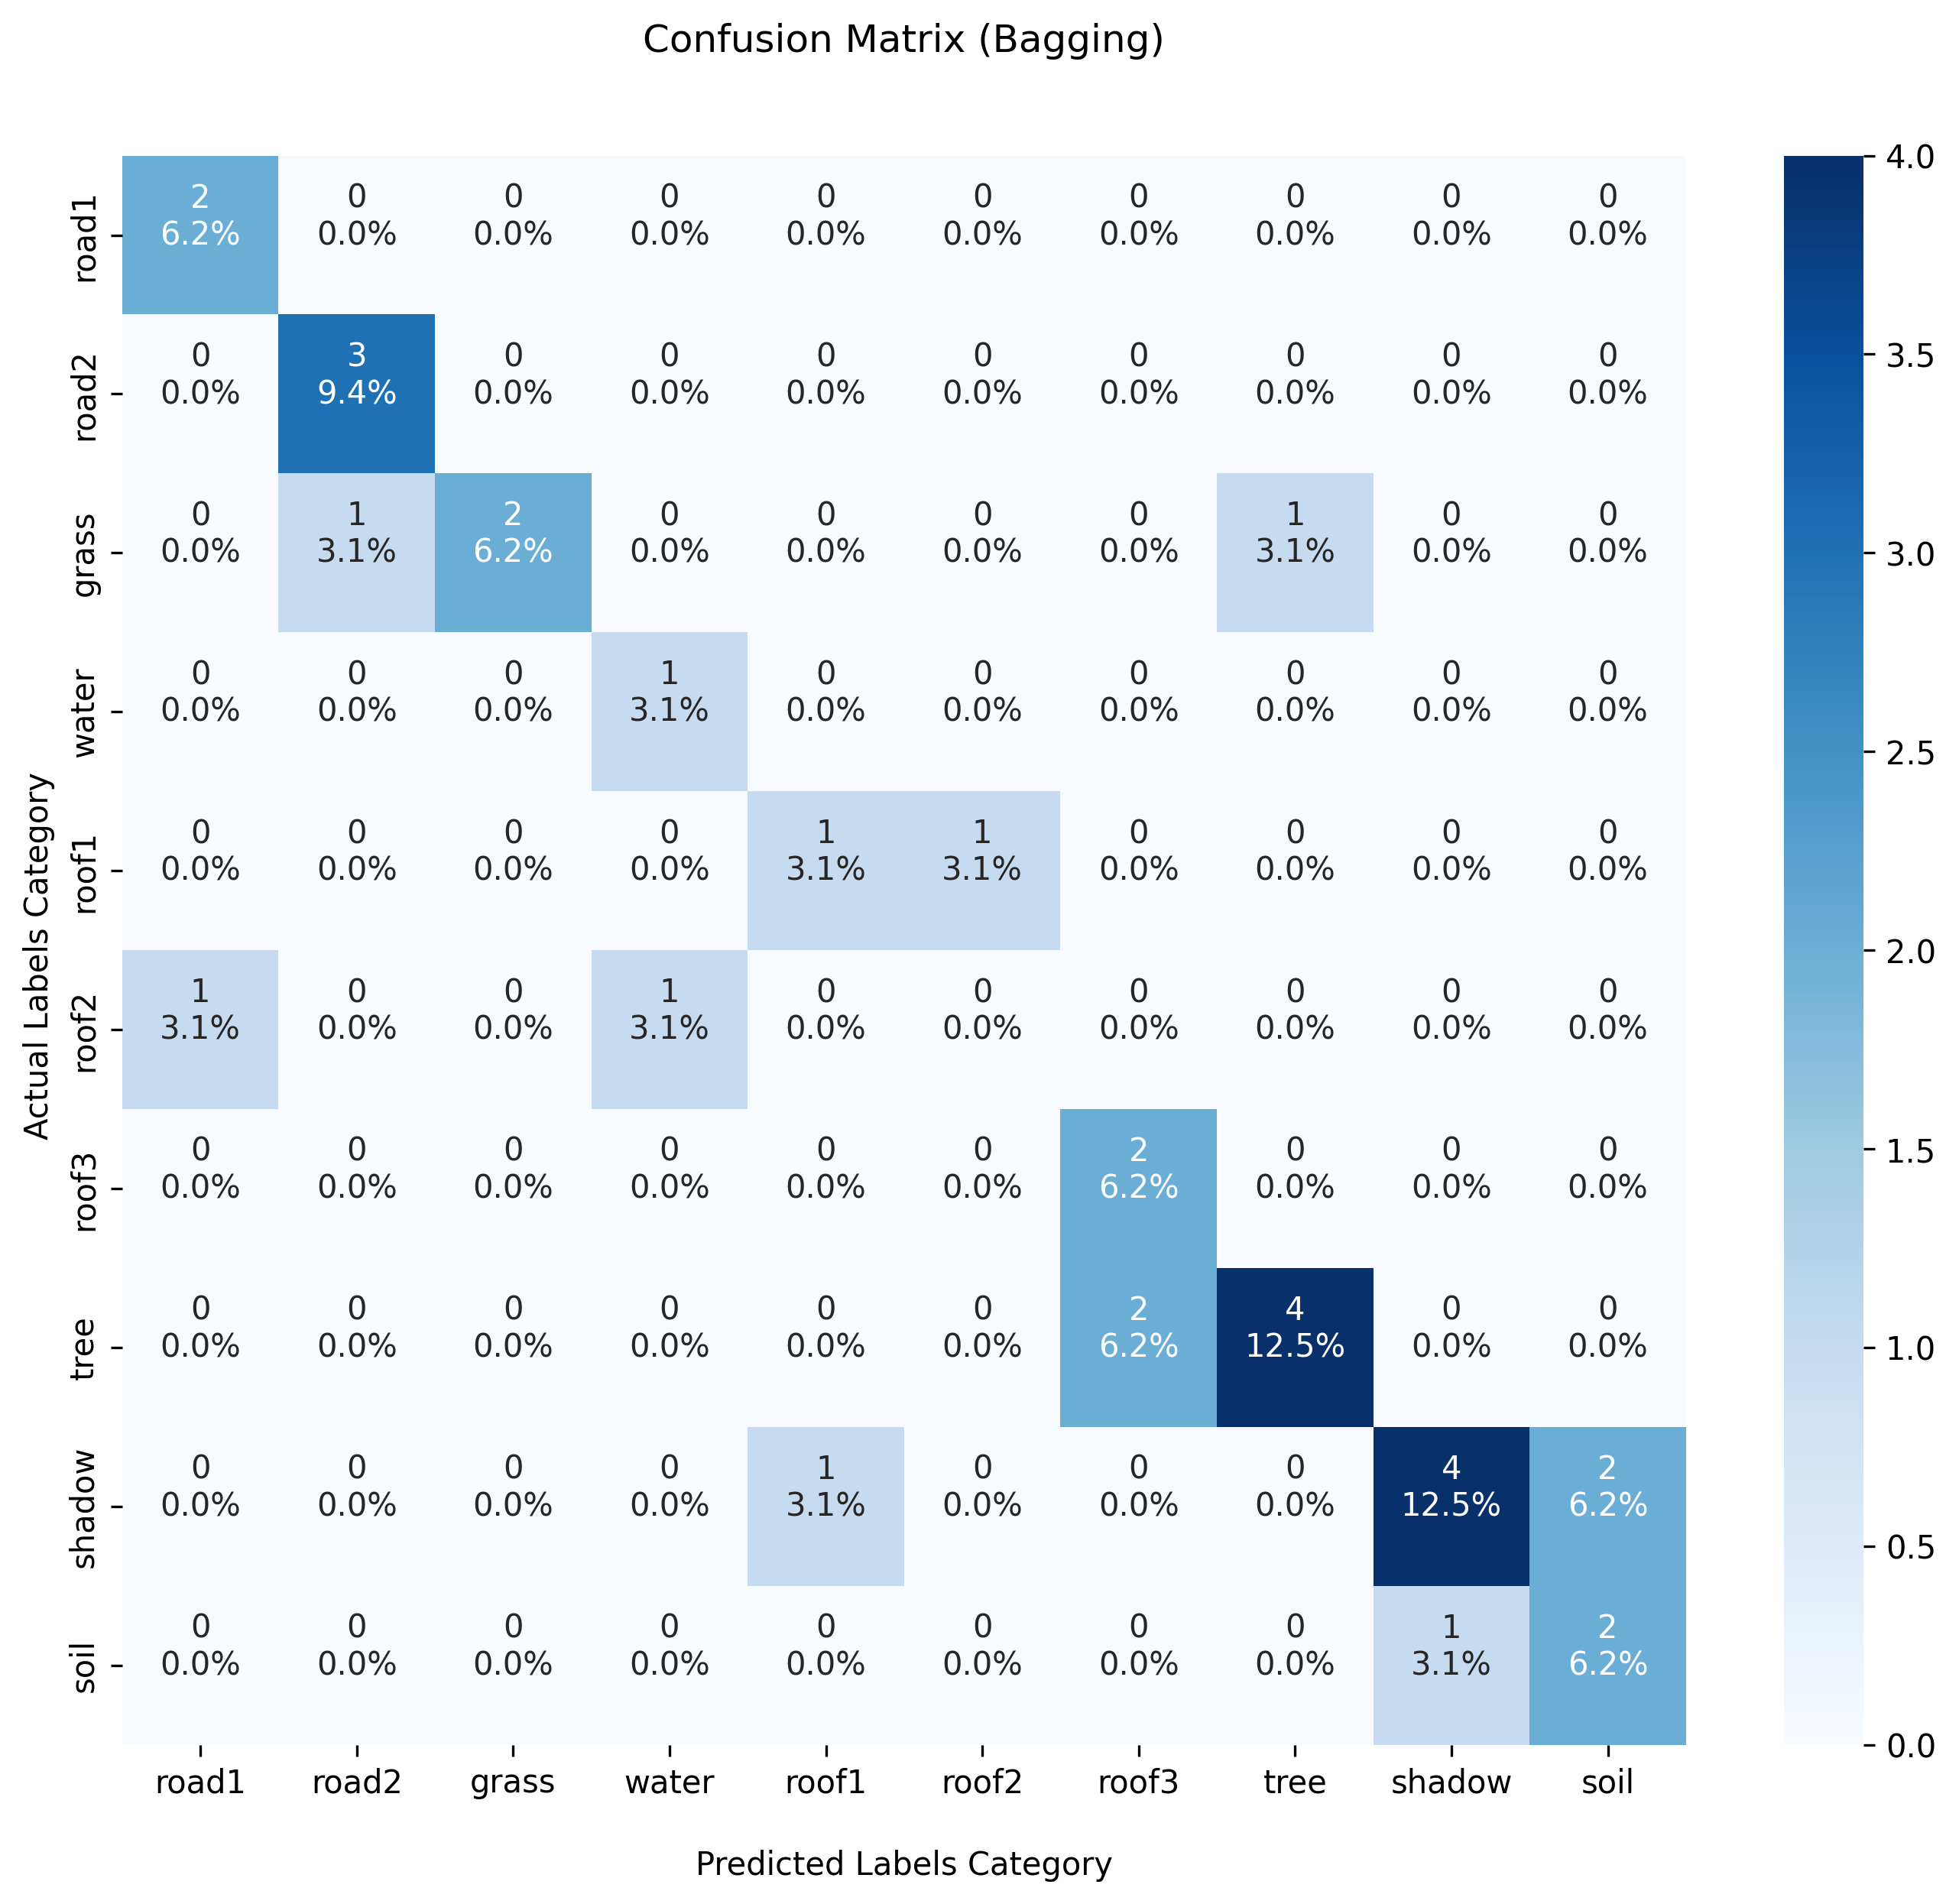 Confusion Matrix (Bagging)
2 0 0 0 0 0 0 0 0 0 4.0
road1 6.2% 0.0% 0.0% 0.0% 0.0% 0.0% 0.0% 0.0% 0.0% 0.0%
0 3 0 0 0 0 0 0 0 0 3.5
road2 0.0% 9.4% 0.0% 0.0% 0.0% 0.0% 0.0% 0.0% 0.0% 0.0%
0 1 2 0 0 0 0 1 0 0 3.0
grass 0.0% 3.1% 6.2% 0.0% 0.0% 0.0% 0.0% 3.1% 0.0% 0.0%
0 0 0 1 0 0 0 0 0 0 2.5
water 0.0% 0.0% 0.0% 3.1% 0.0% 0.0% 0.0% 0.0% 0.0% 0.0%
0 0 0 0 1 1 0 0 0 0
roof1 0.0% 0.0% 0.0% 0.0% 3.1% 3.1% 0.0% 0.0% 0.0% 0.0%
Actual Labels Category
1 0 0 1 0 0 0 0 0 0 2.0
roof2 3.1% 0.0% 0.0% 3.1% 0.0% 0.0% 0.0% 0.0% 0.0% 0.0%
0 0 0 0 0 0 2 0 0 0 1.5
roof3 0.0% 0.0% 0.0% 0.0% 0.0% 0.0% 6.2% 0.0% 0.0% 0.0%
0 0 0 0 0 0 2 4 0 0 1.0
tree 0.0% 0.0% 0.0% 0.0% 0.0% 0.0% 6.2% 12.5% 0.0% 0.0%
0 0 0 0 1 0 0 0 4 2 0.5
shadow 0.0% 0.0% 0.0% 0.0% 3.1% 0.0% 0.0% 0.0% 12.5% 6.2%
0 0 0 0 0 0 0 0 1 2
soil 0.0% 0.0% 0.0% 0.0% 0.0% 0.0% 0.0% 0.0% 3.1% 6.2%
0.0
road1 road2 grass water roof1 roof2 roof3 tree shadow soil
Predicted Labels Category